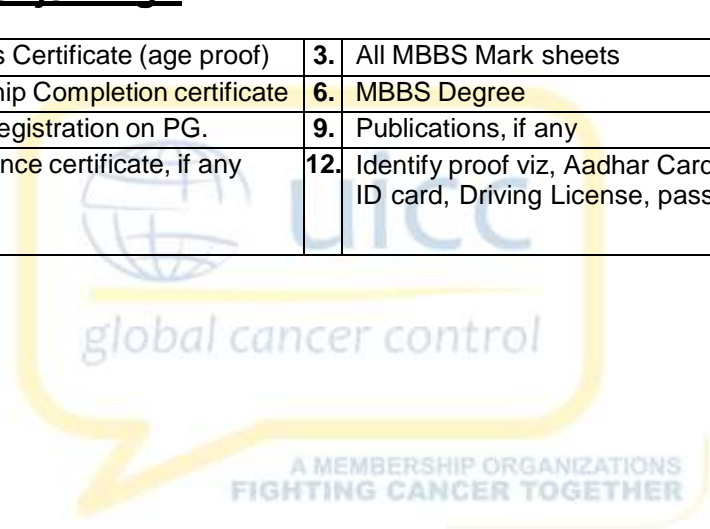 s Certificate (age proof) 3. All MBBS Mark sheets
hip Completion certificate 6. MBBS Degree
egistration on PG. 9. Publications, if any
nce certificate, if any 12. Identify proof viz, Aadhar Card
ID card, Driving License, pass
uicc
global cancer control
A MEMBERSHIP ORGANIZATIONS
FIGHTING CANCER TOGETHER